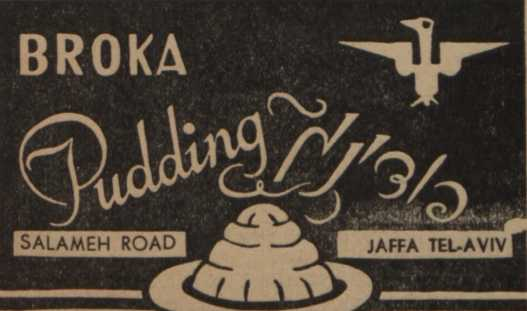 BROKA
Pudding פודינג
SALAMEH ROAD
JAFFA TEL-AVIV